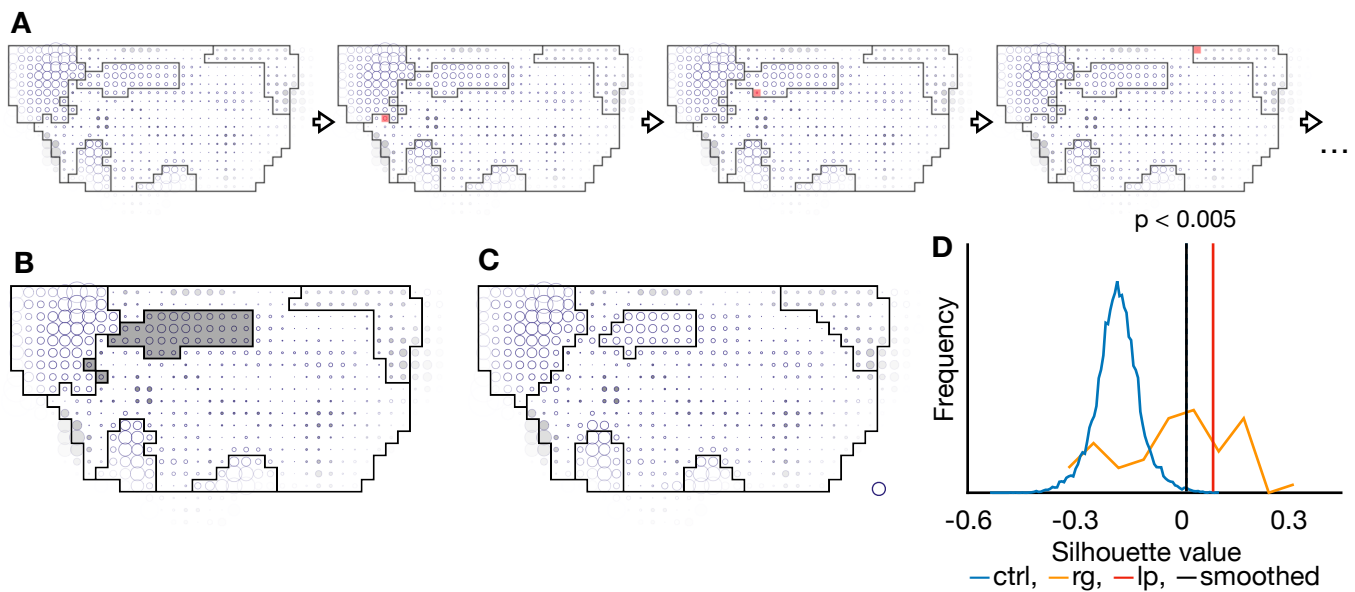 A
...
p < 0.005
B
C
D
Frequency
-0.6 -0.3 0 0.3
Silhouette value
ctrl, rg, lp, smoothed